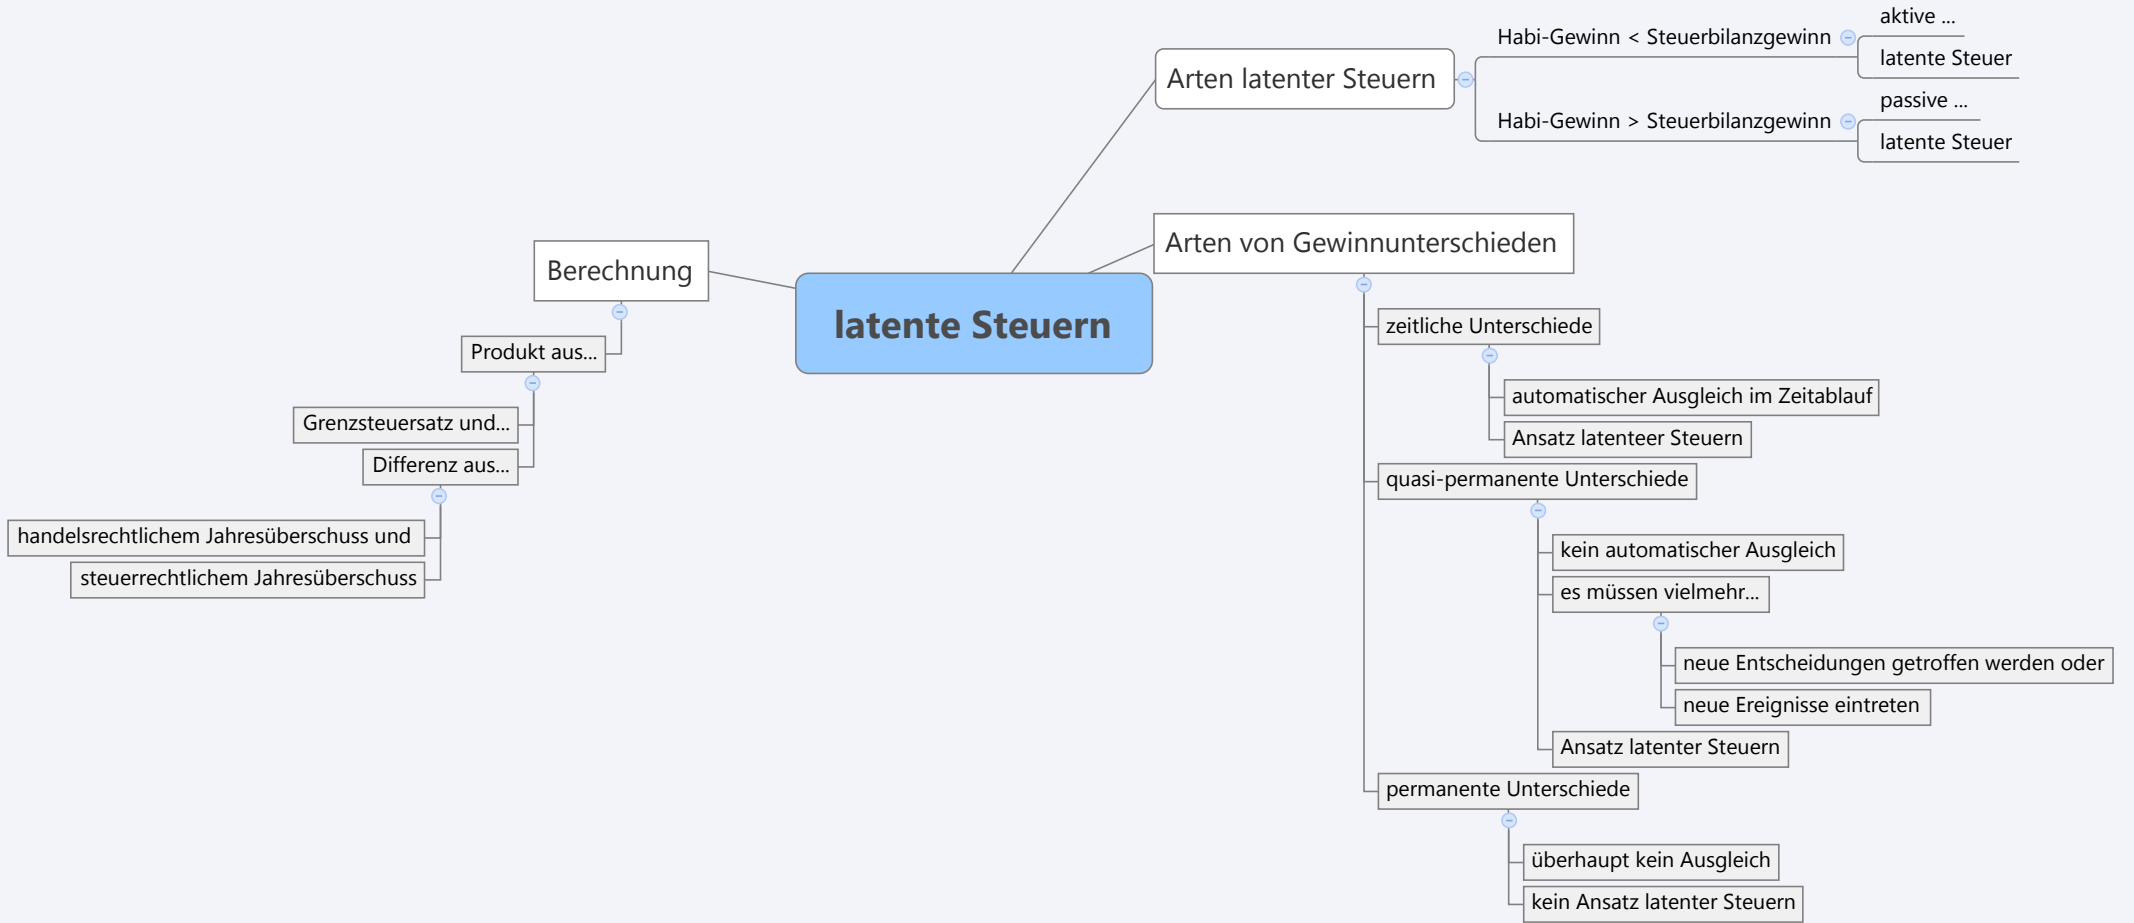 latente Steuern
Arten latenter Steuern
Habi-Gewinn < Steuerbilanzgewinn
aktive ...
latente Steuer
Habi-Gewinn > Steuerbilanzgewinn
passive ...
latente Steuer
Arten von Gewinnunterschieden
zeitliche Unterschiede
automatischer Ausgleich im Zeitablauf
Ansatz latenteer Steuern
quasi-permanente Unterschiede
kein automatischer Ausgleich
es müssen vielmehr...
neue Entscheidungen getroffen werden oder
neue Ereignisse eintreten
Ansatz latenter Steuern
permanente Unterschiede
überhaupt kein Ausgleich
kein Ansatz latenter Steuern
Berechnung
Produkt aus...
Grenzsteuersatz und...
Differenz aus...
handelsrechtlichem Jahresüberschuss und
steuerrechtlichem Jahresüberschuss